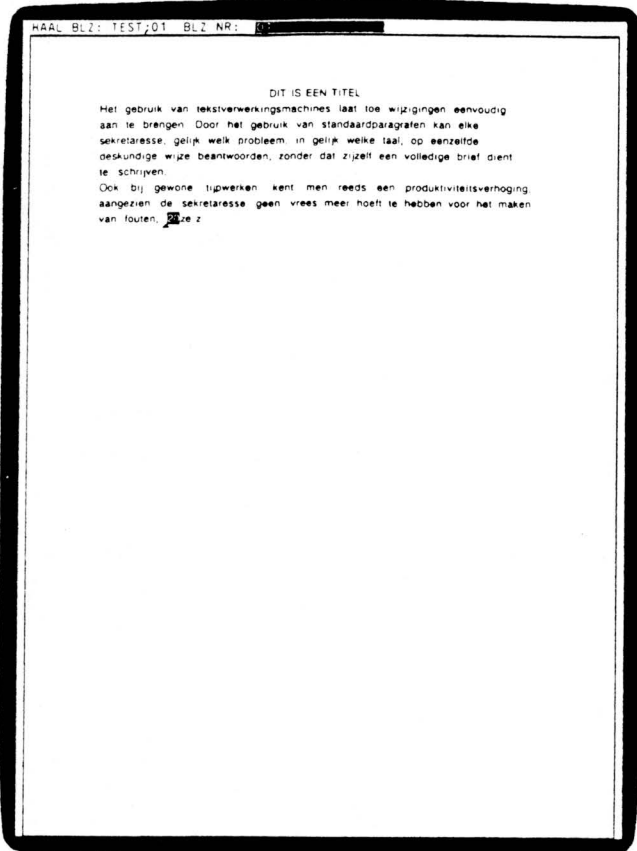 HAAL BLZ: TEST;01 BLZ NR:
DIT IS EEN TITEL
Het gebruik van tekstverwerkingsmachines laat toe wijzigingen eenvoudig
aan te brengen. Door het gebruik van standaardparagrafen kan elke
sekretaresse, gelijk welk probleem, in gelijk welke taal, op eenzelfde
deskundige wijze beantwoorden, zonder dat zijzelf een volledige brief dient
te schrijven.
Ook bij gewone tijpwerken kent men reeds een produktiviteitsverhoging,
aangezien de sekretaresse geen vrees meer hoeft te hebben voor het maken
van fouten, ze z